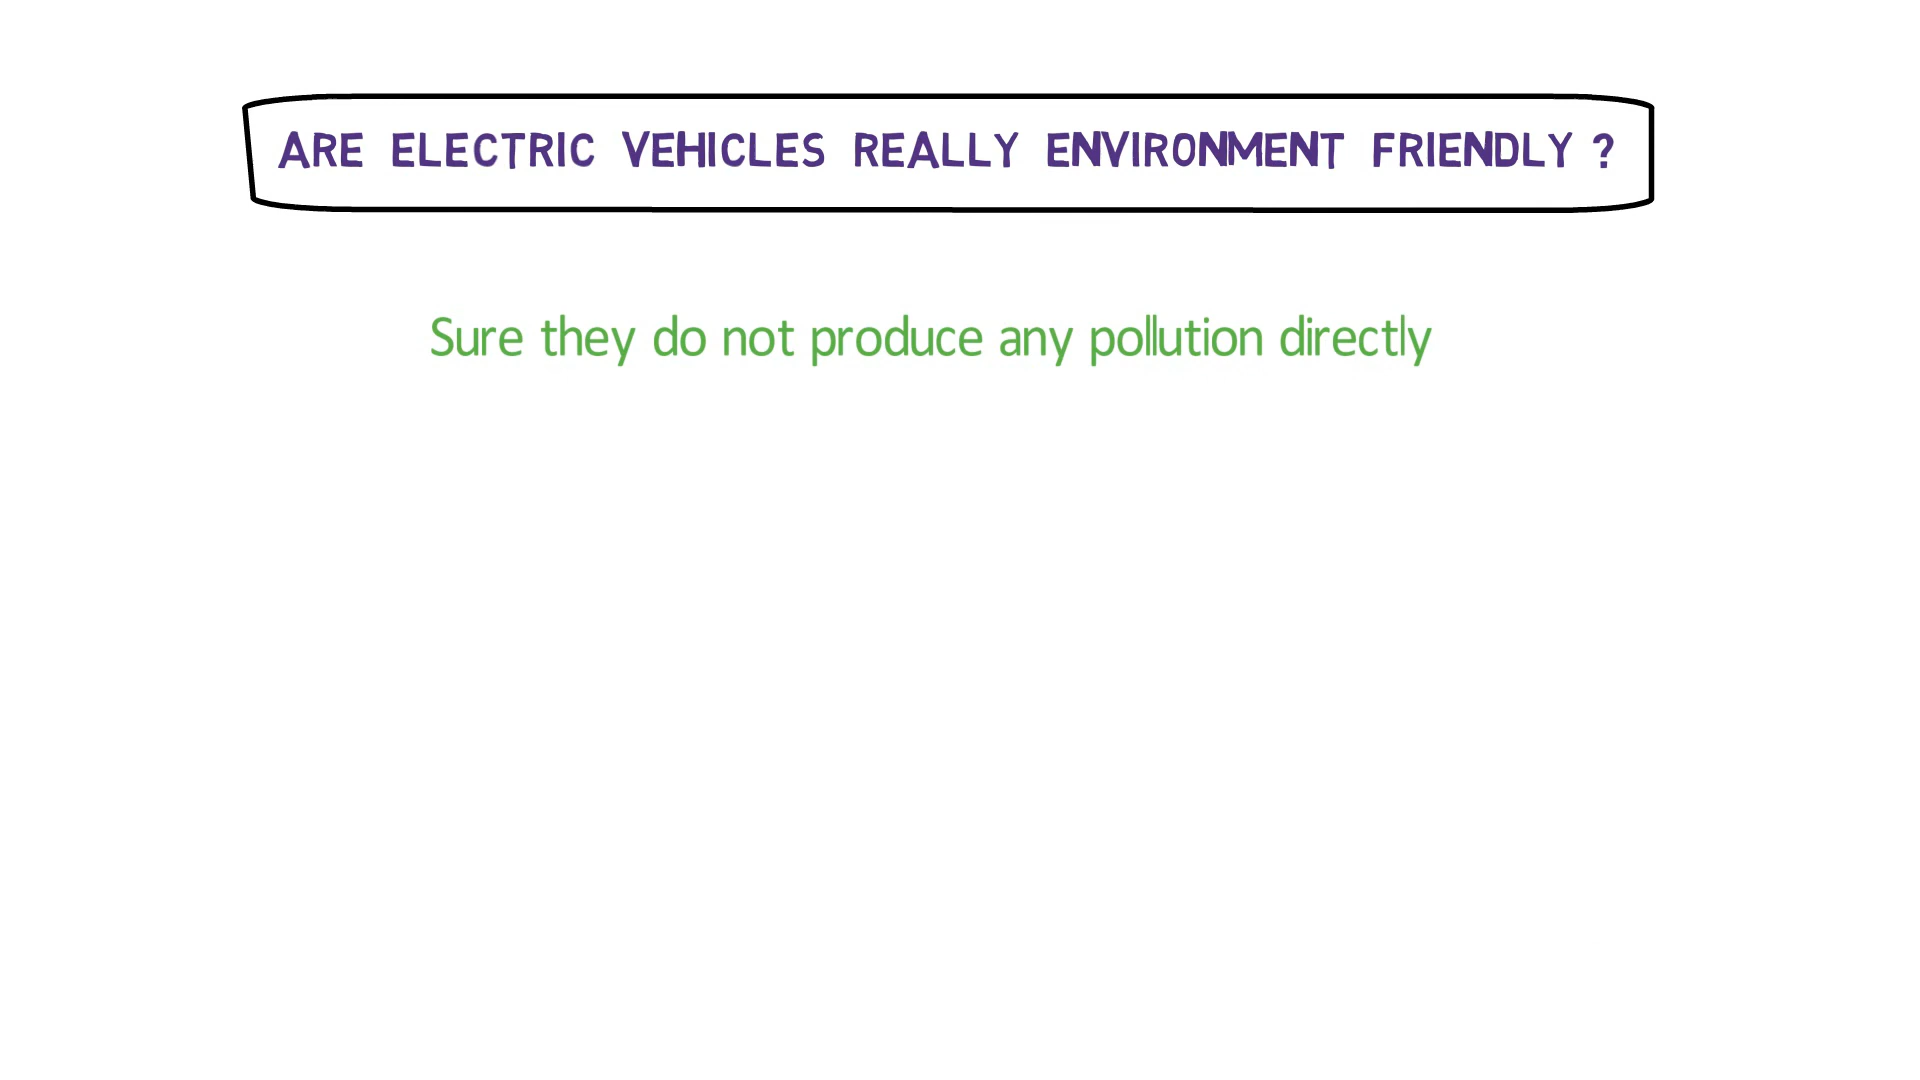 ARE ELECTRIC VEHICLES REALLY ENVIRONMENT FRIENDLY ?
Sure they do not produce any pollution directly